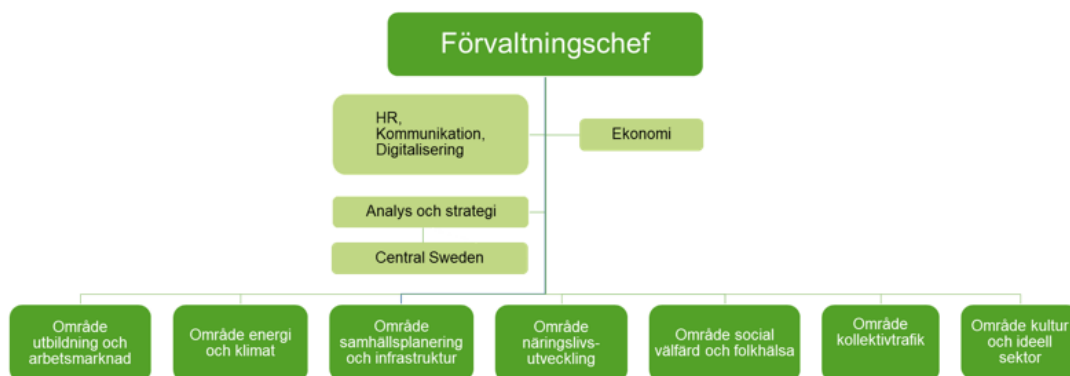 Förvaltningschef
HR,
Kommunikation,
Digitalisering
Ekonomi
Analys och strategi
Central Sweden
Område
utbildning och
arbetsmarknad
Område energi
och klimat
Område
samhällsplanering
och infrastruktur
Område
näringslivs-
utveckling
Område social
välfärd och folkhälsa
Område
kollektivtrafik
Område kultur
och ideell
sektor